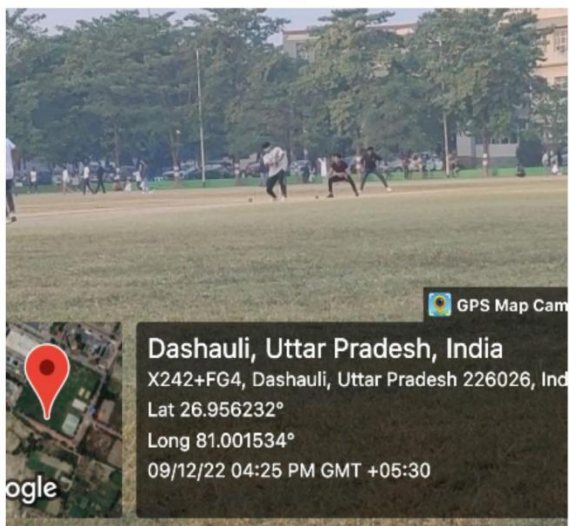 GPS Map Cam
Dashauli, Uttar Pradesh, India
X242+FG4, Dashauli, Uttar Pradesh 226026, Ind
Lat 26.956232°
Long 81.001534°
09/12/22 04:25 PM GMT +05:30
ogle